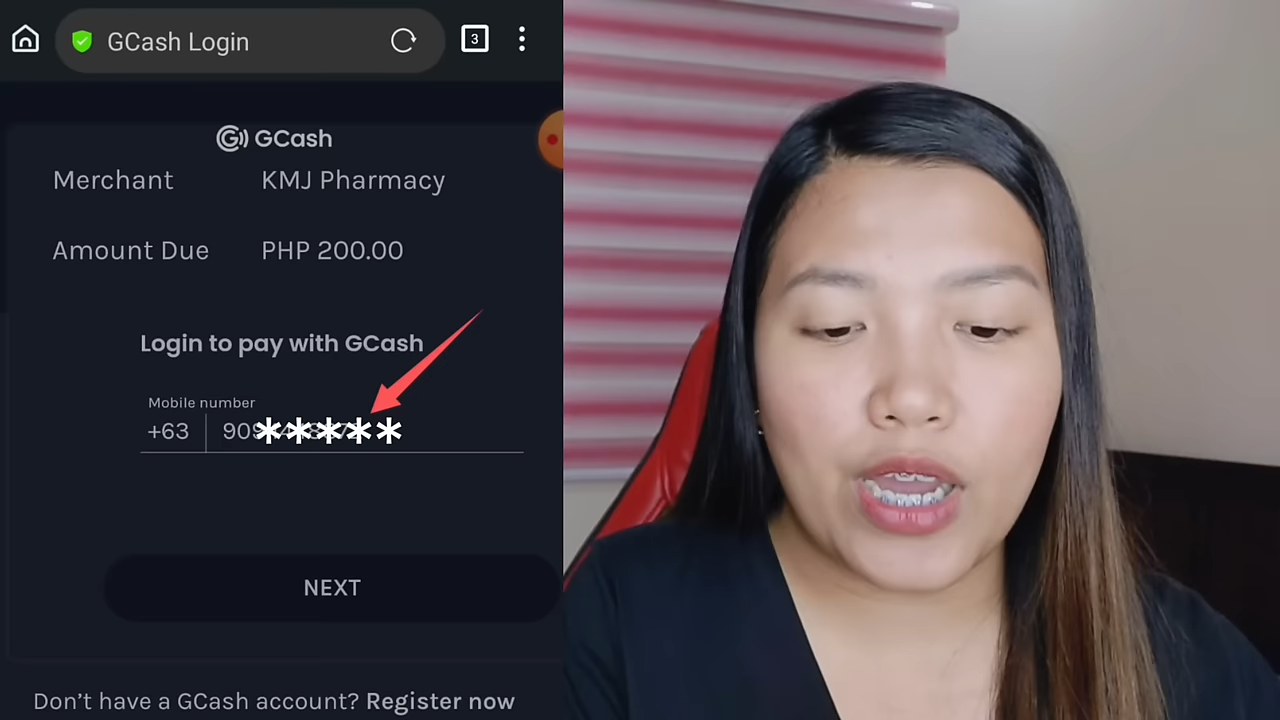 GCash Login
3
GCash
Merchant KMJ Pharmacy
Amount Due PHP 200.00
Login to pay with GCash
Mobile number
+63 90*****
NEXT
Don't have a GCash account? Register now